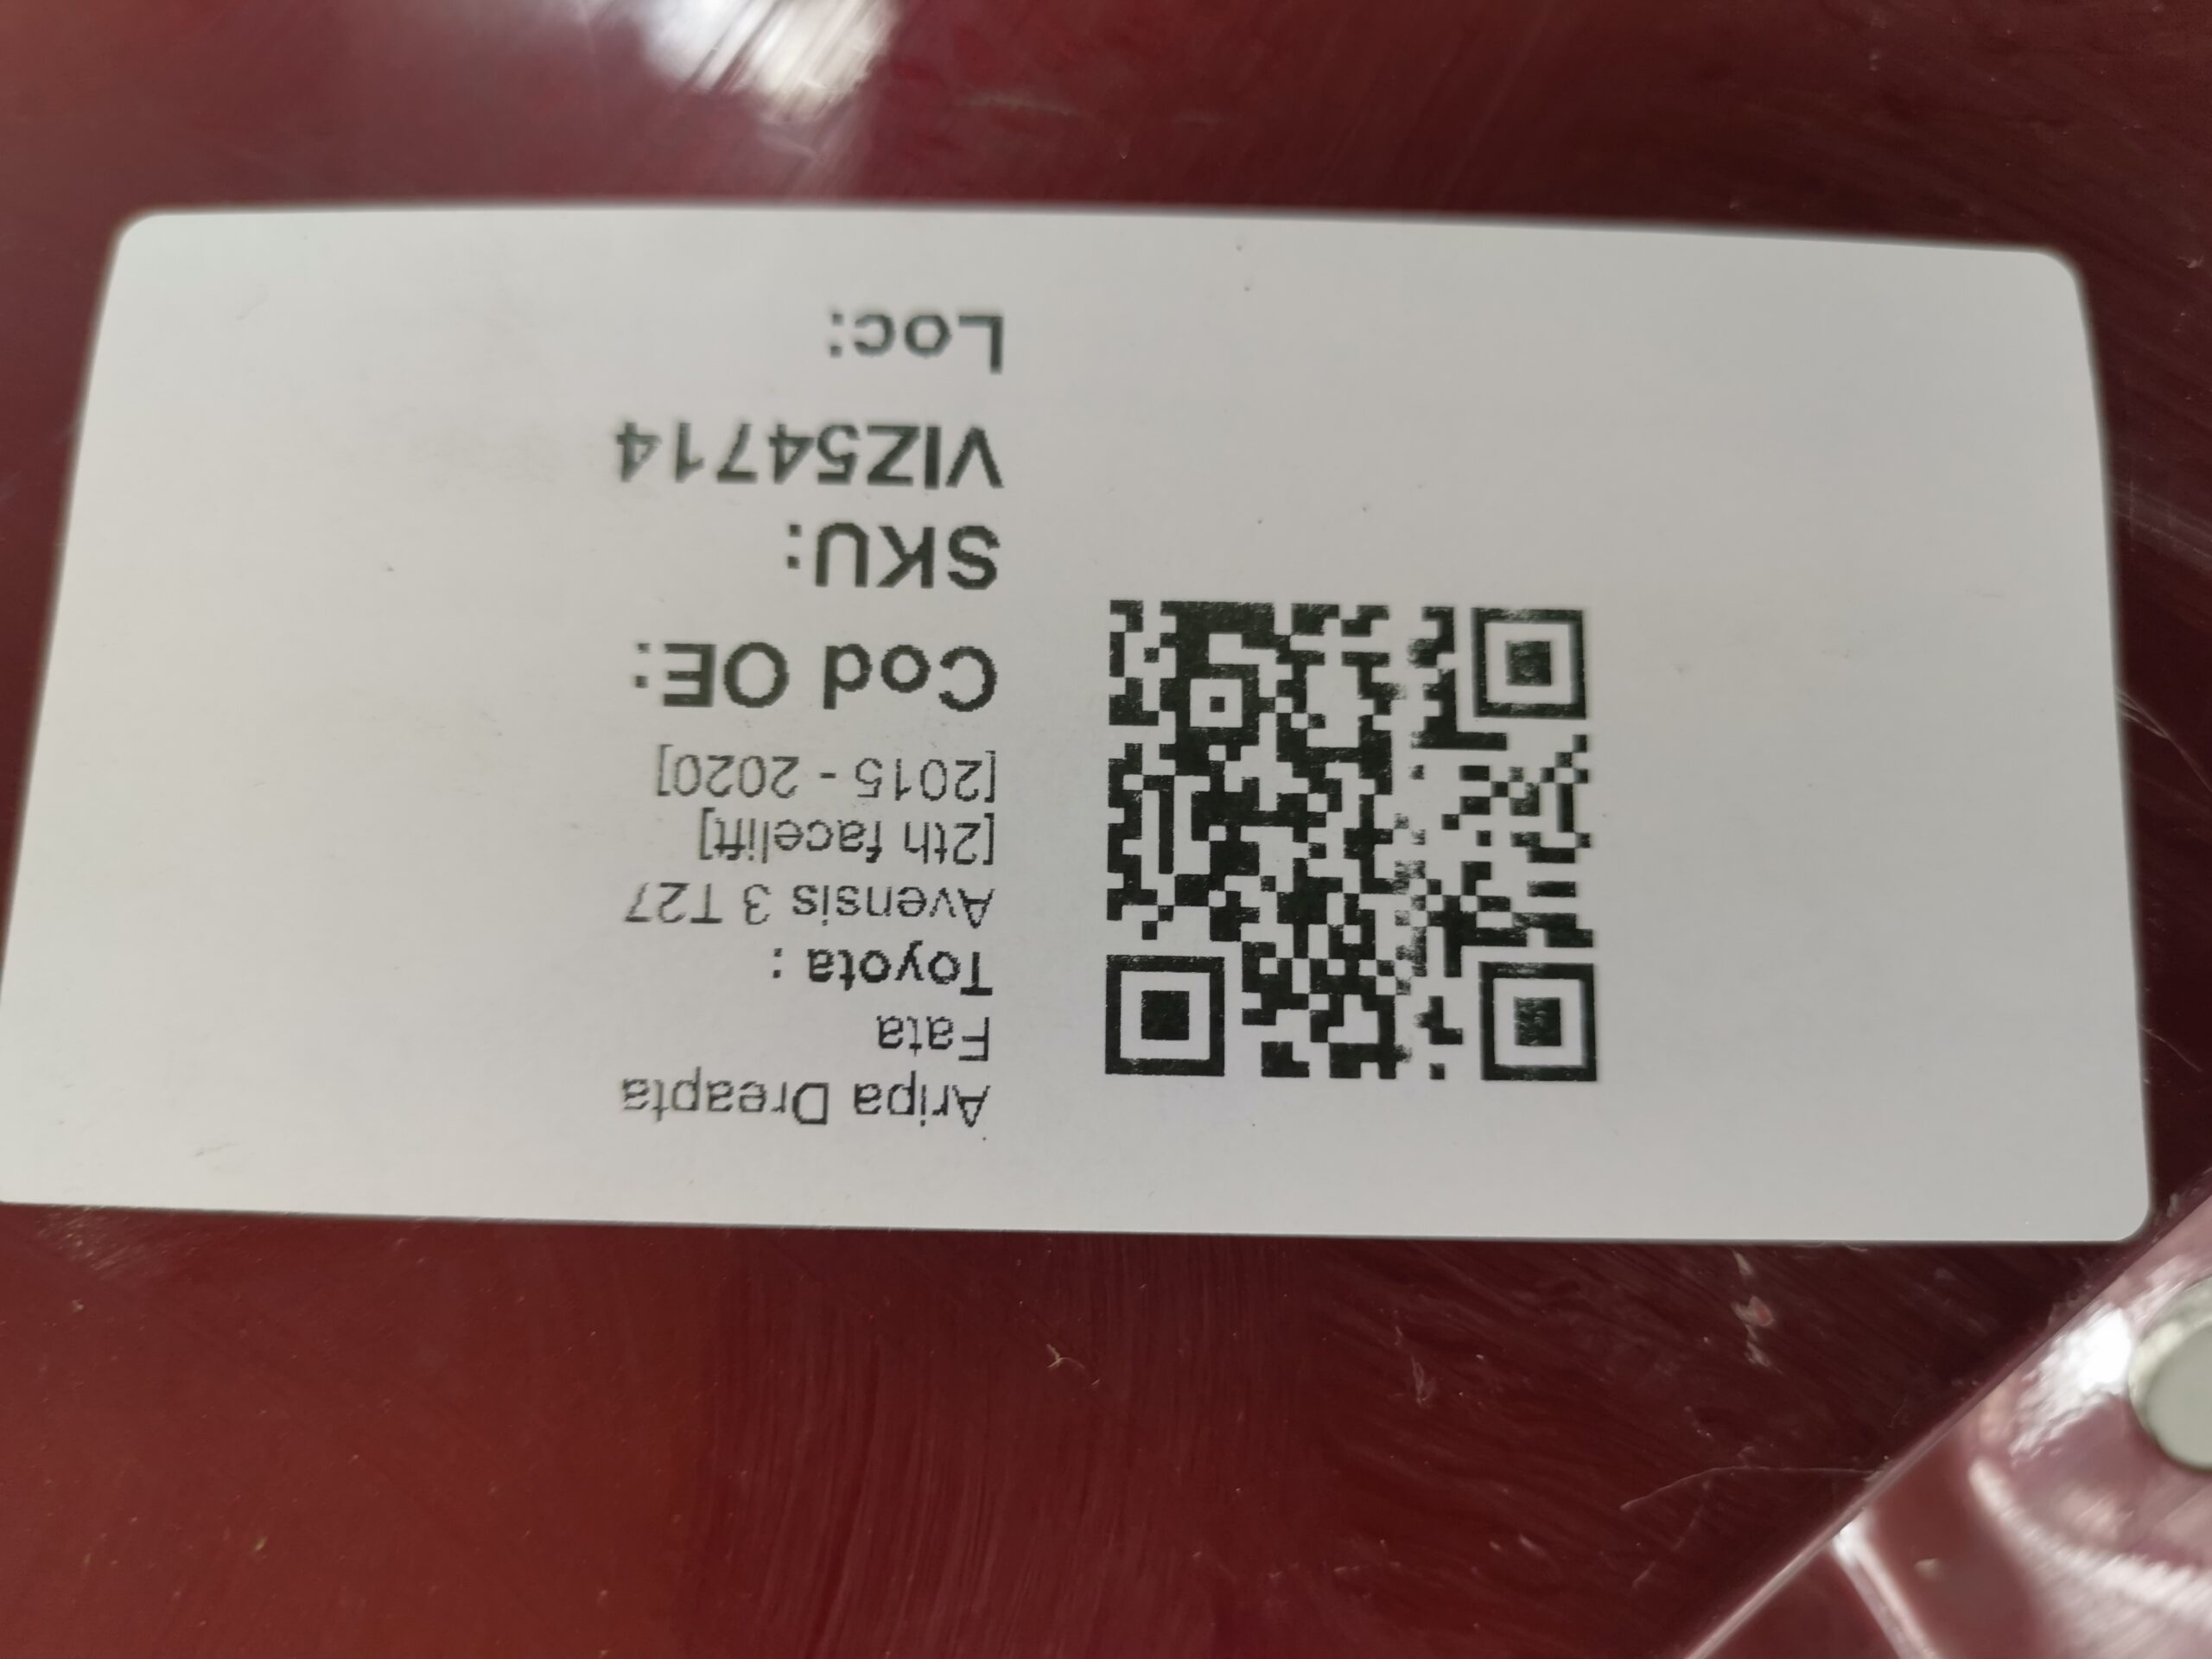 Aripa Dreapta
Fata
Toyota :
Avensis 3 T27
[2th facelift]
[2015 - 2020]
Cod OE:
SKU:
VIZ54714
Loc: